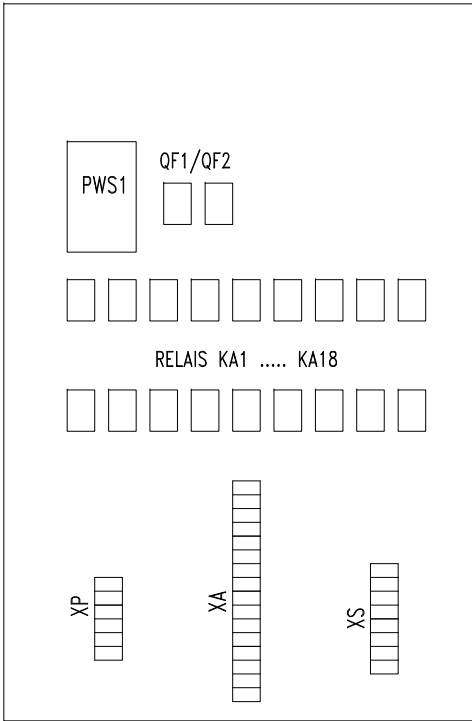 QF1/QF2
PWS1
RELAIS KA1 ..... KA18
XP
XA
XS